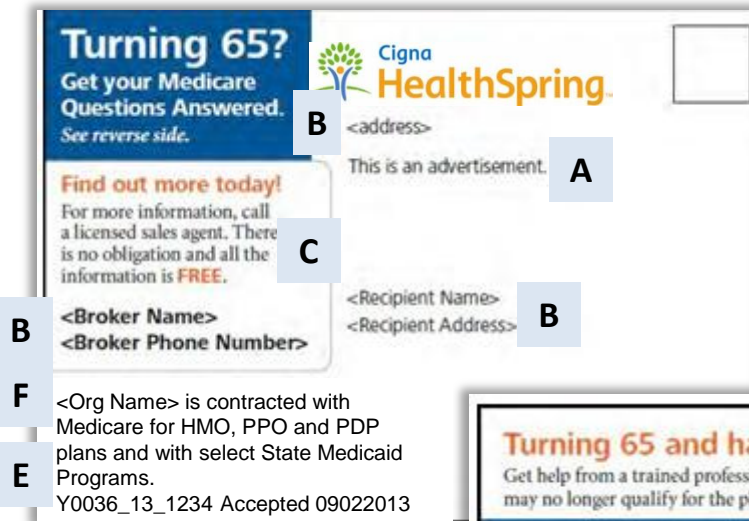 Turning 65?
Get your Medicare
Questions Answered.
See reverse side.
Cigna
HealthSpring
B
<address>
This is an advertisement.
A
Find out more today!
For more information, call
a licensed sales agent. There
is no obligation and all the
information is FREE.
C
B
<Broker Name>
<Broker Phone Number>
<Recipient Name>
<Recipient Address>
B
F
<Org Name> is contracted with
Medicare for HMO, PPO and PDP
plans and with select State Medicaid
Programs.
E
Y0036_13_1234 Accepted 09022013
Turning 65 and
Get help from a trained
may no longer qualify for the